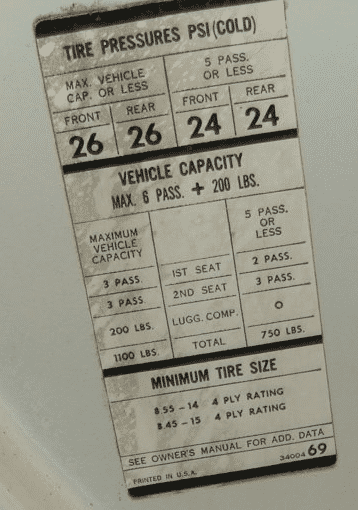 TIRE PRESSURES PSI (COLD)
MAX. VEHICLE CAP. OR LESS
5 PASS. OR LESS
FRONT REAR FRONT REAR
26 26 24 24
VEHICLE CAPACITY
MAX. 6 PASS. + 200 LBS.
MAXIMUM VEHICLE CAPACITY
5 PASS. OR LESS
3 PASS. 1ST SEAT 2 PASS.
3 PASS. 2ND SEAT 3 PASS.
200 LBS. LUGG. COMP. 0
1100 LBS. TOTAL 750 LBS.
MINIMUM TIRE SIZE
8.55 - 14 4 PLY RATING
8.45 - 15 4 PLY RATING
SEE OWNER'S MANUAL FOR ADD. DATA
PRINTED IN U.S.A. 34004 69